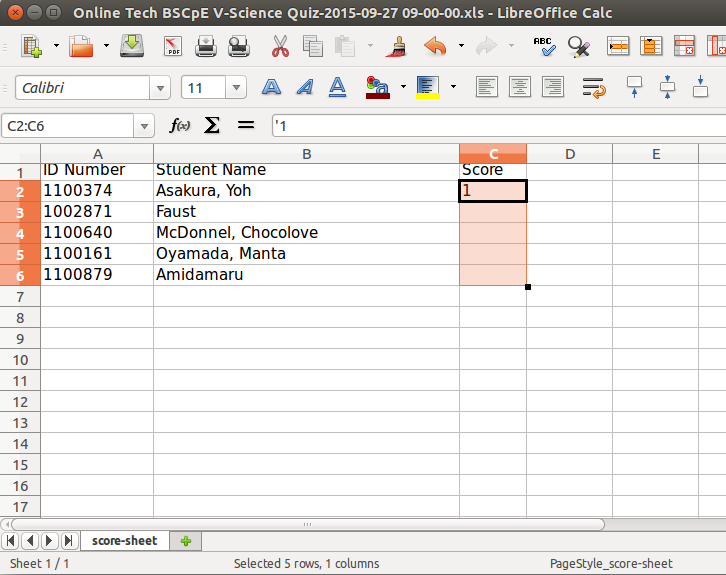 Online Tech BSCpE V-Science Quiz-2015-09-27 09-00-00.xls - LibreOffice Calc
PDF
ABC
Calibri 11 A A A
C2:C6 f(x) Σ = '1
A B C D E
1 ID Number Student Name Score
2 1100374 Asakura, Yoh 1
3 1002871 Faust
4 1100640 McDonnel, Chocolove
5 1100161 Oyamada, Manta
6 1100879 Amidamaru
7
8
9
10
11
12
13
14
15
16
17
score-sheet
Sheet 1 / 1 Selected 5 rows, 1 columns PageStyle_score-sheet